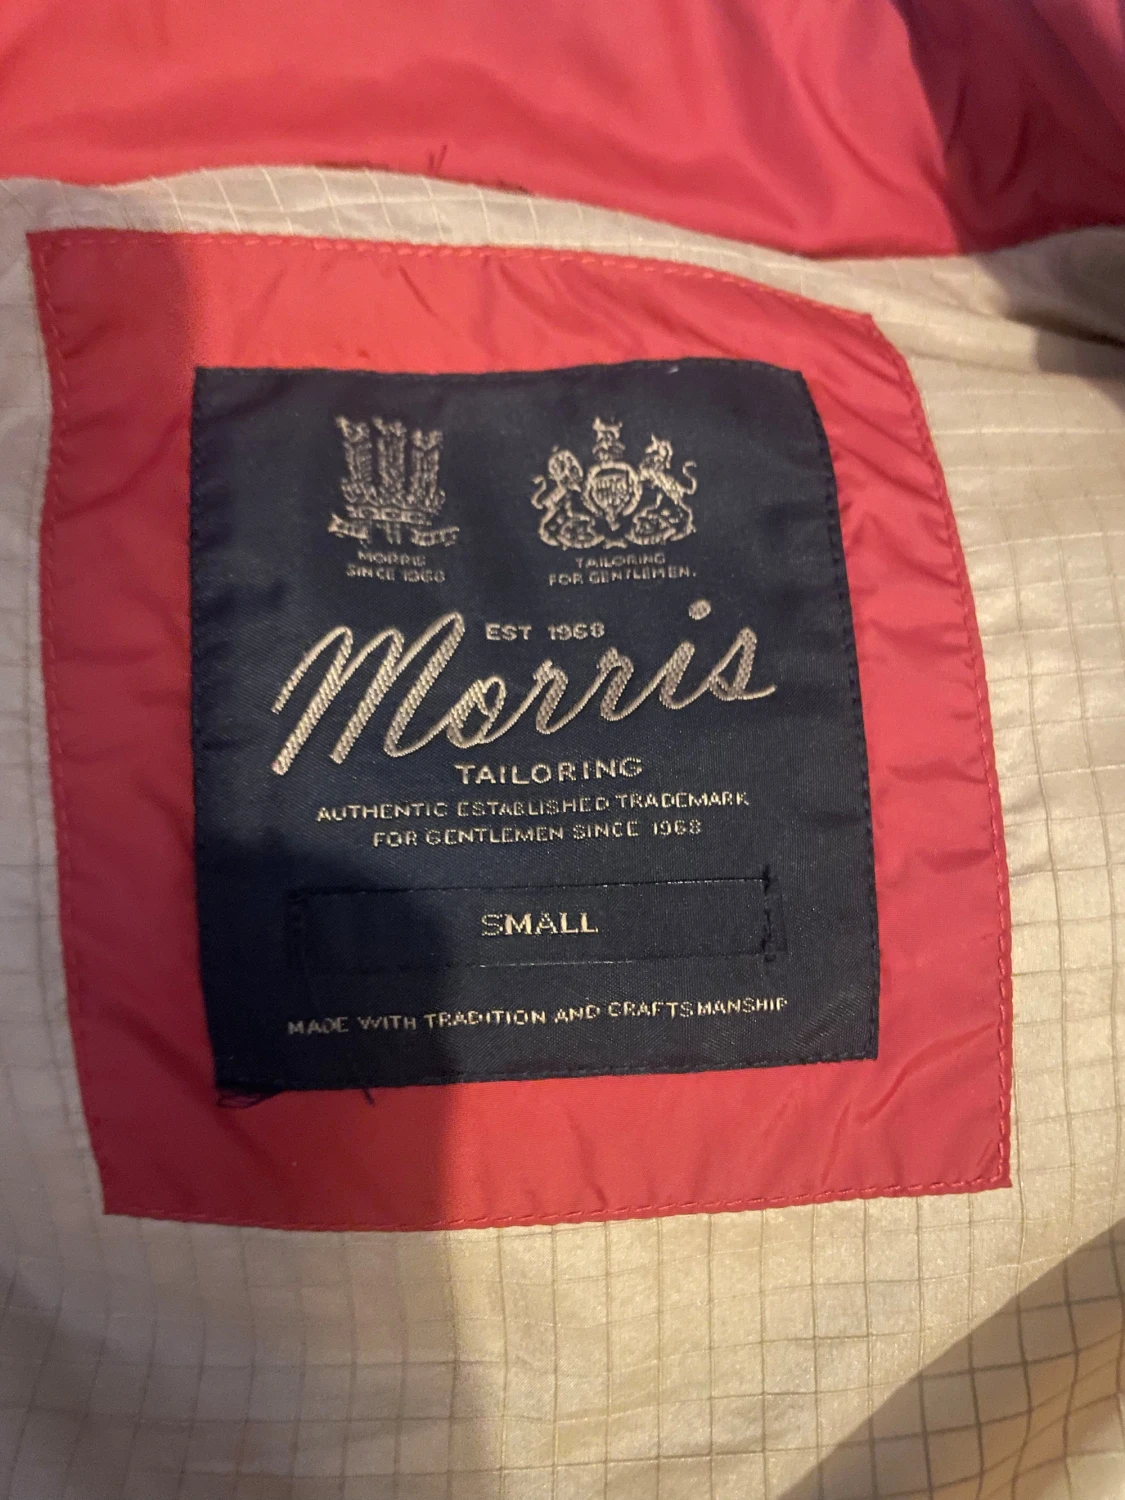 MORRIS
SINCE 1968
TAILORING
FOR GENTLEMEN.
EST 1968
Morris
TAILORING
AUTHENTIC ESTABLISHED TRADEMARK
FOR GENTLEMEN SINCE 1968
SMALL
MADE WITH TRADITION AND CRAFTSMANSHIP